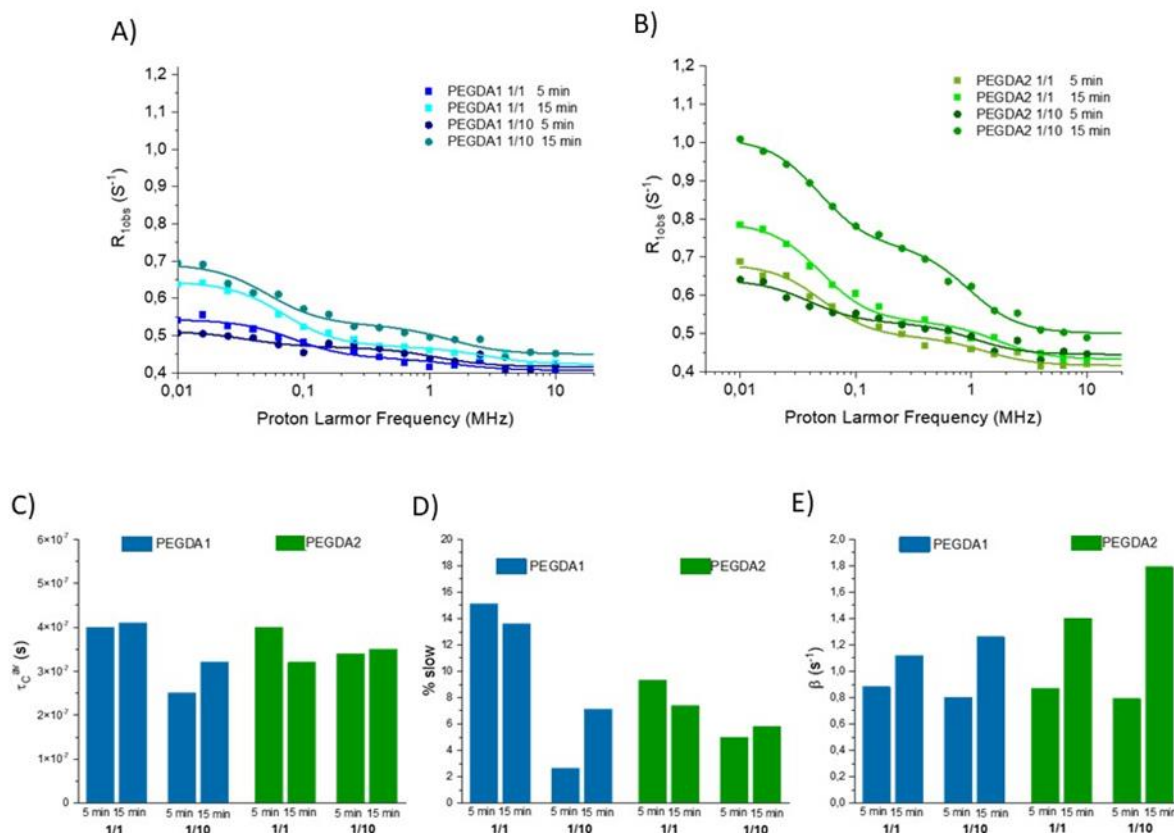 A)
1,2
1,1
1,0
0,9
0,8
0,7
0,6
0,5
0,4
R1obs (S-1)
PEGDA1 1/1 5 min
PEGDA1 1/1 15 min
PEGDA1 1/10 5 min
PEGDA1 1/10 15 min
0,01 0,1 1 10
Proton Larmor Frequency (MHz)
B)
1,2
1,1
1,0
0,9
0,8
0,7
0,6
0,5
0,4
R1obs (S-1)
PEGDA2 1/1 5 min
PEGDA2 1/1 15 min
PEGDA2 1/10 5 min
PEGDA2 1/10 15 min
0,01 0,1 1 10
Proton Larmor Frequency (MHz)
C)
PEGDA1 PEGDA2
6×10-7
5×10-7
4×10-7
3×10-7
2×10-7
1×10-7
0
τCav (s)
5 min 15 min 5 min 15 min 5 min 15 min 5 min 15 min
1/1 1/10 1/1 1/10
D)
PEGDA1 PEGDA2
20
18
16
14
12
10
8
6
4
2
0
% slow
5 min 15 min 5 min 15 min 5 min 15 min 5 min 15 min
1/1 1/10 1/1 1/10
E)
PEGDA1 PEGDA2
2,0
1,8
1,6
1,4
1,2
1,0
0,8
0,6
0,4
0,2
0,0
β (s-1)
5 min 15 min 5 min 15 min 5 min 15 min 5 min 15 min
1/1 1/10 1/1 1/10